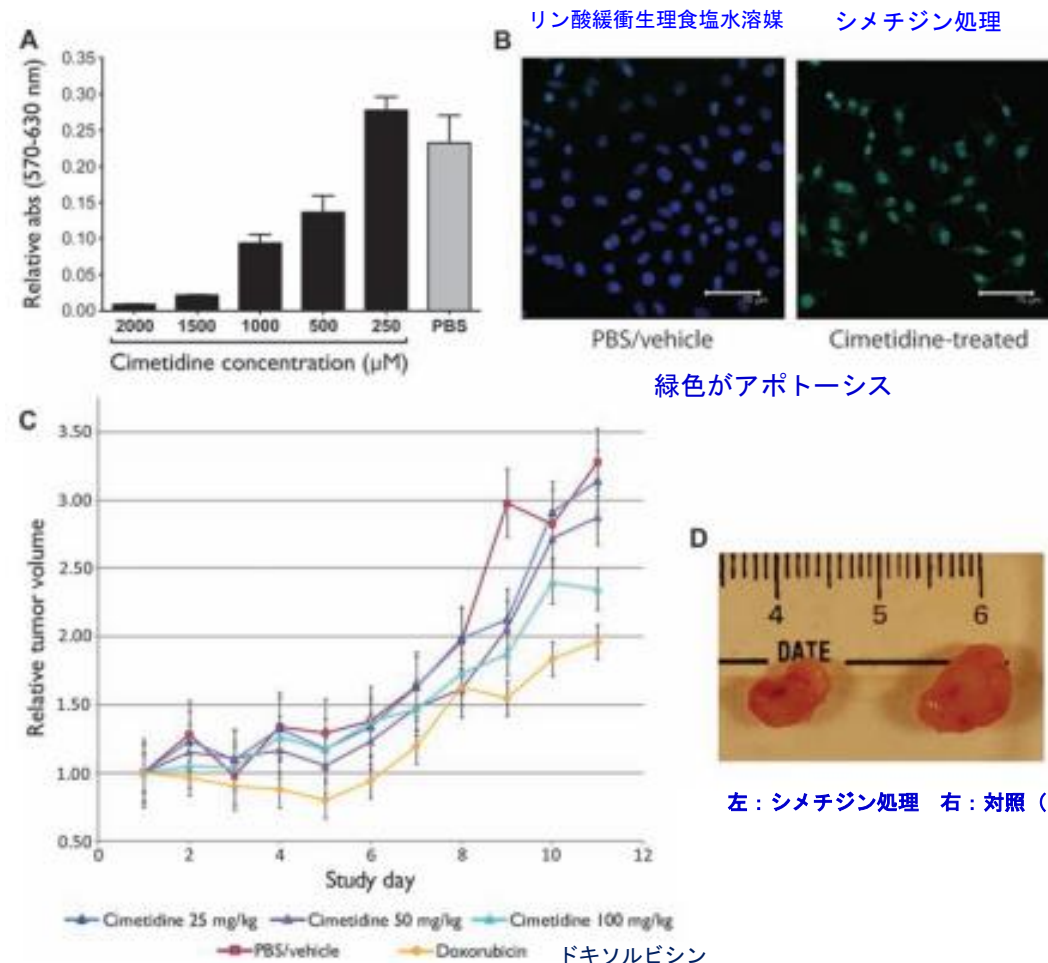 リン酸緩衝生理食塩水溶媒
シメチジン処理
A
B
0.35
0.30
0.25
0.20
0.15
0.10
0.05
0.00
Relative abs (570-630 nm)
2000 1500 1000 500 250 PBS
Cimetidine concentration (μM)
PBS/vehicle
Cimetidine-treated
緑色がアポトーシス
C
3.50
3.00
2.50
2.00
1.50
1.00
0.50
Relative tumor volume
0 2 4 6 8 10 12
Study day
Cimetidine 25 mg/kg Cimetidine 50 mg/kg Cimetidine 100 mg/kg
PBS/vehicle Doxorubicin ドキソルビシン
D
4 5 6
DATE
左：シメチジン処理 右：対照（